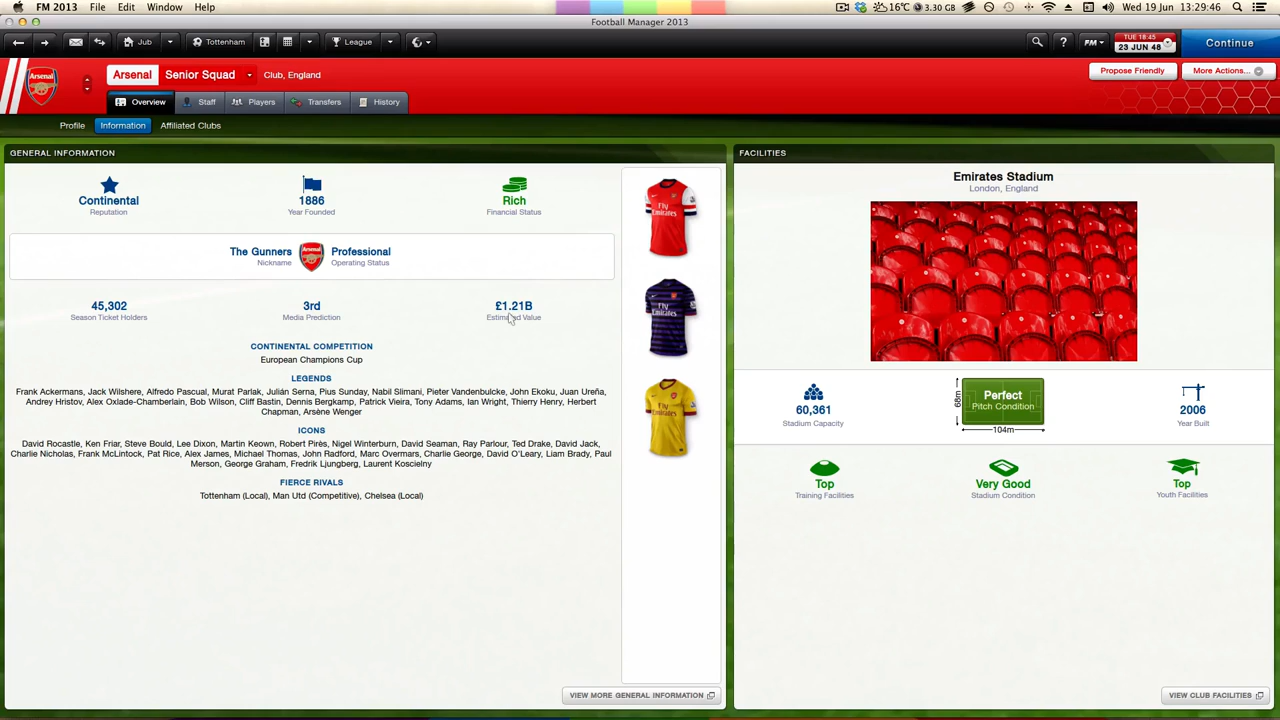 FM 2013 File Edit Window Help
16°C 3.30 GB Wed 19 Jun 13:29:46
Football Manager 2013
Job Tottenham League FM TUE 18:45 Continue
23 JUN 48
Arsenal Senior Squad Club, England Propose Friendly More Actions...
Overview Staff Players Transfers History
Profile Information Affiliated Clubs
GENERAL INFORMATION
Continental 1886 Rich
Reputation Year Founded Financial Status
The Gunners Arsenal Professional
Nickname Operating Status
45,302 3rd £1.21B
Season Ticket Holders Media Prediction Estimated Value
CONTINENTAL COMPETITION
European Champions Cup
LEGENDS
Frank Ackermans, Jack Wilshere, Alfredo Pascual, Murat Parlak, Julián Serna, Pius Sunday, Nabil Slimani, Pieter Vandenbulcke, John Ekoku, Juan Ureña,
Andrey Hristov, Alex Oxlade-Chamberlain, Bob Wilson, Cliff Bastin, Dennis Bergkamp, Patrick Vieira, Tony Adams, Ian Wright, Thierry Henry, Herbert
Chapman, Arsène Wenger
ICONS
David Rocastle, Ken Friar, Steve Bould, Lee Dixon, Martin Keown, Robert Pirès, Nigel Winterburn, David Seaman, Ray Parlour, Ted Drake, David Jack,
Charlie Nicholas, Frank McLintock, Pat Rice, Alex James, Michael Thomas, John Radford, Marc Overmars, Charlie George, David O'Leary, Liam Brady, Paul
Merson, George Graham, Fredrik Ljungberg, Laurent Koscielny
FIERCE RIVALS
Tottenham (Local), Man Utd (Competitive), Chelsea (Local)
Fly
Emirates
Fly
Emirates
Fly
Emirates
VIEW MORE GENERAL INFORMATION
FACILITIES
Emirates Stadium
London, England
60,361
Stadium Capacity
68m
Perfect
Pitch Condition
104m
2006
Year Built
Top Very Good Top
Training Facilities Stadium Condition Youth Facilities
VIEW CLUB FACILITIES